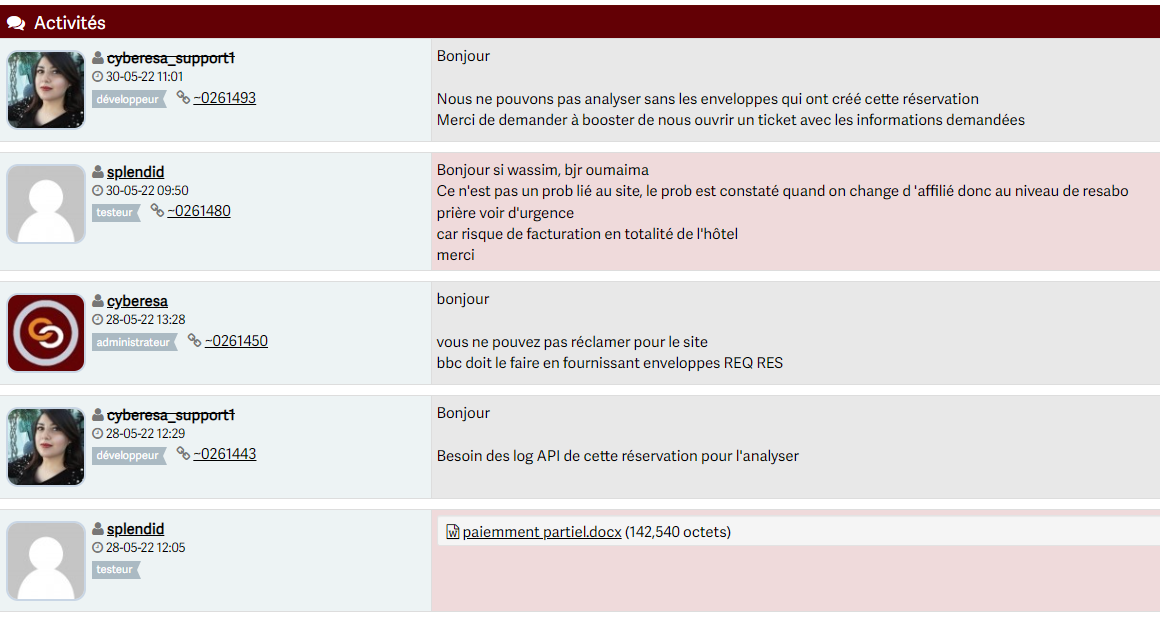 Activités
cyberesa_support1
30-05-22 11:01
développeur ~0261493
Bonjour
Nous ne pouvons pas analyser sans les enveloppes qui ont créé cette réservation
Merci de demander à booster de nous ouvrir un ticket avec les informations demandées
splendid
30-05-22 09:50
testeur ~0261480
Bonjour si wassim, bjr oumaima
Ce n'est pas un prob lié au site, le prob est constaté quand on change d 'affilié donc au niveau de resabo
prière voir d'urgence
car risque de facturation en totalité de l'hôtel
merci
cyberesa
28-05-22 13:28
administrateur ~0261450
bonjour
vous ne pouvez pas réclamer pour le site
bbc doit le faire en fournissant enveloppes REQ RES
cyberesa_support1
28-05-22 12:29
développeur ~0261443
Bonjour
Besoin des log API de cette réservation pour l'analyser
splendid
28-05-22 12:05
testeur
paiemment partiel.docx (142,540 octets)